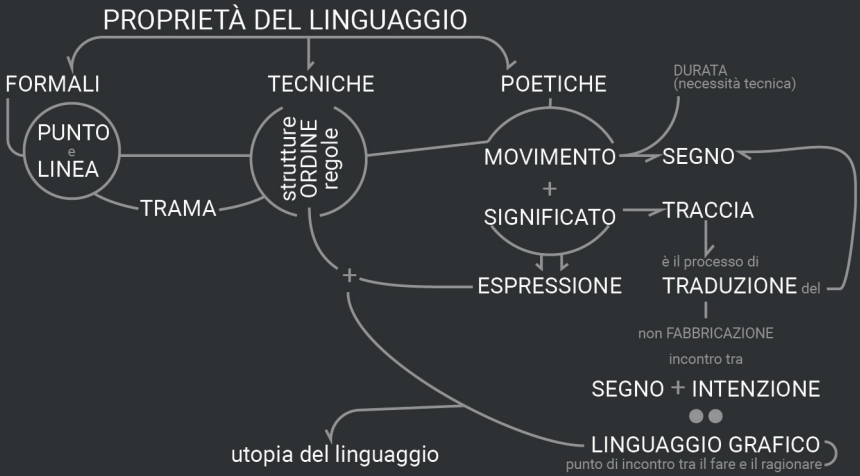 PROPRIETÀ DEL LINGUAGGIO
FORMALI
TECNICHE
POETICHE
DURATA
(necessità tecnica)
PUNTO
e
LINEA
strutture
ORDINE
regole
MOVIMENTO
SEGNO
+
TRAMA
SIGNIFICATO
TRACCIA
è il processo di
+
ESPRESSIONE
TRADUZIONE del
non FABBRICAZIONE
incontro tra
SEGNO + INTENZIONE
utopia del linguaggio
LINGUAGGIO GRAFICO
punto di incontro tra il fare e il ragionare